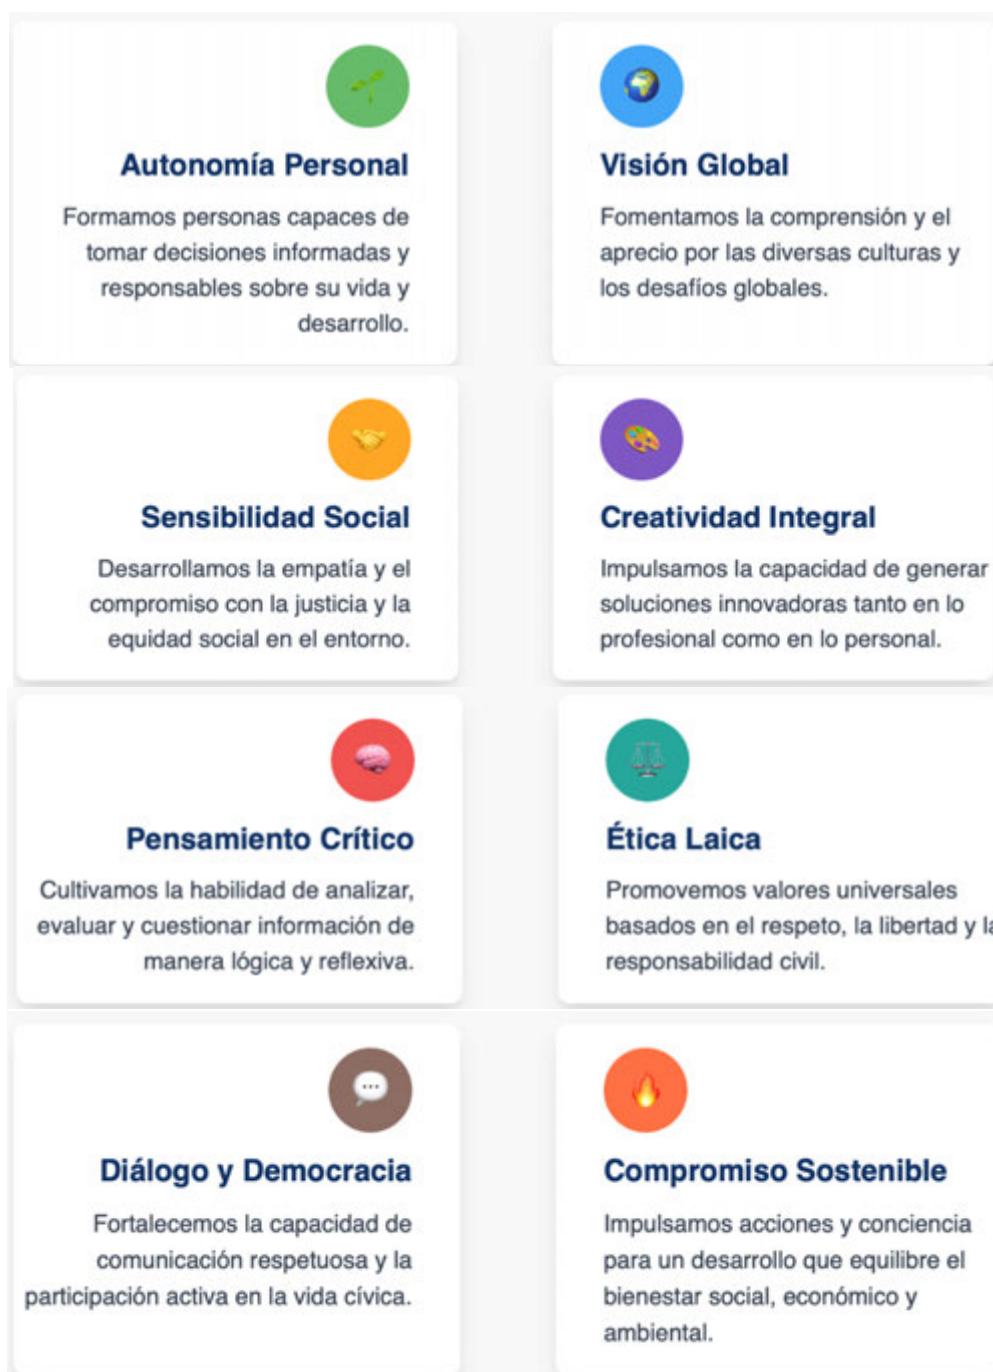 Autonomía Personal
Formamos personas capaces de
tomar decisiones informadas y
responsables sobre su vida y
desarrollo.
Visión Global
Fomentamos la comprensión y el
aprecio por las diversas culturas y
los desafíos globales.
Sensibilidad Social
Desarrollamos la empatía y el
compromiso con la justicia y la
equidad social en el entorno.
Creatividad Integral
Impulsamos la capacidad de generar
soluciones innovadoras tanto en lo
profesional como en lo personal.
Pensamiento Crítico
Cultivamos la habilidad de analizar,
evaluar y cuestionar información de
manera lógica y reflexiva.
Ética Laica
Promovemos valores universales
basados en el respeto, la libertad y la
responsabilidad civil.
Diálogo y Democracia
Fortalecemos la capacidad de
comunicación respetuosa y la
participación activa en la vida cívica.
Compromiso Sostenible
Impulsamos acciones y conciencia
para un desarrollo que equilibre el
bienestar social, económico y
ambiental.